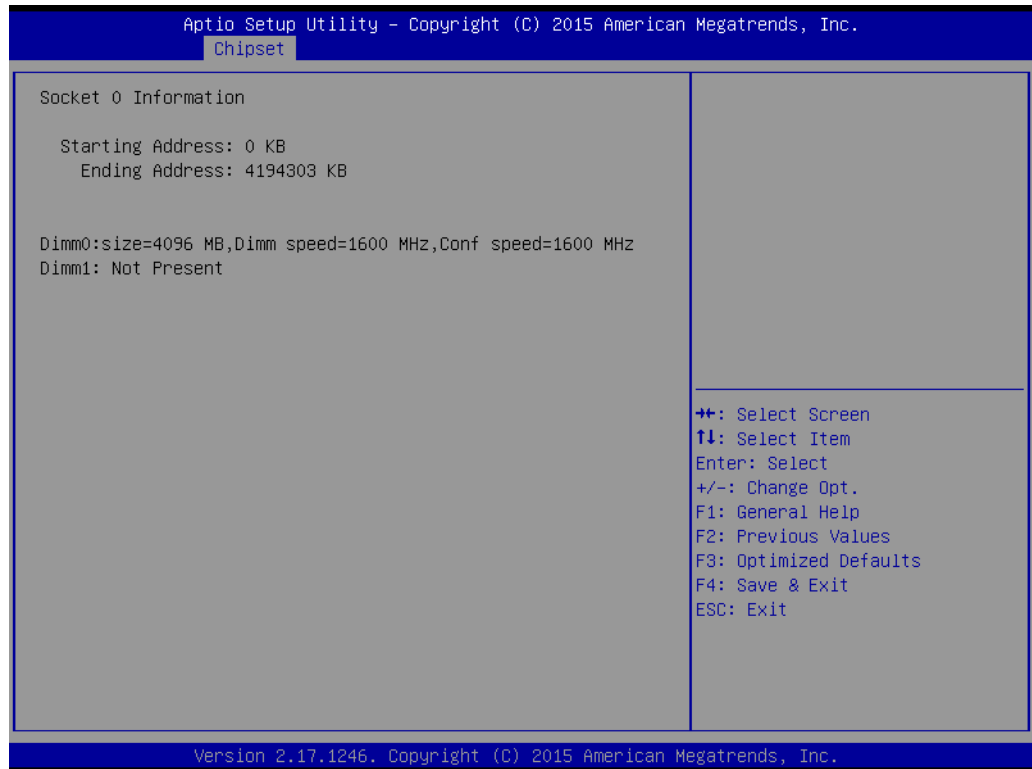 Aptio Setup Utility – Copyright (C) 2015 American Megatrends, Inc.
Chipset
Socket 0 Information
Starting Address: 0 KB
Ending Address: 4194303 KB
Dimm0:size=4096 MB,Dimm speed=1600 MHz,Conf speed=1600 MHz
Dimm1: Not Present
→←: Select Screen
↑↓: Select Item
Enter: Select
+/-: Change Opt.
F1: General Help
F2: Previous Values
F3: Optimized Defaults
F4: Save & Exit
ESC: Exit
Version 2.17.1246. Copyright (C) 2015 American Megatrends, Inc.